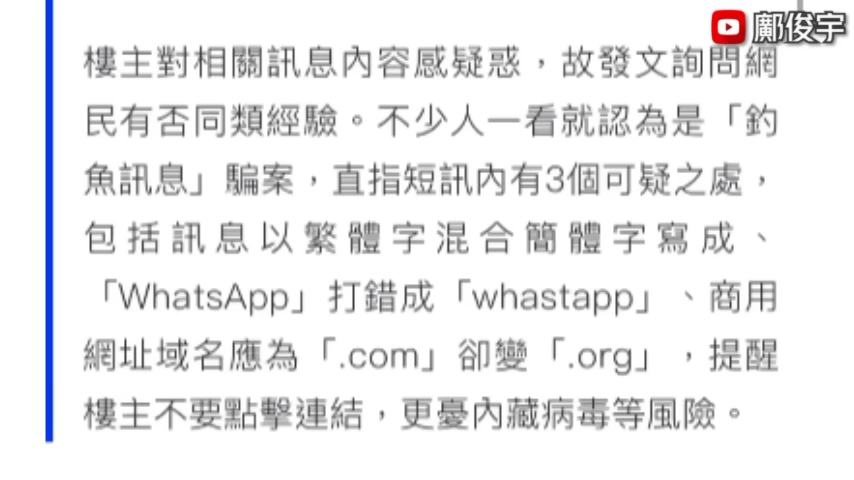 鄺俊宇
樓主對相關訊息內容感疑惑，故發文詢問網
民有否同類經驗。不少人一看就認為是「釣
魚訊息」騙案，直指短訊內有3個可疑之處，
包括訊息以繁體字混合簡體字寫成、
「WhatsApp」打錯成「whastapp」、商用
網址域名應為「.com」卻變「.org」，提醒
樓主不要點擊連結，更憂內藏病毒等風險。